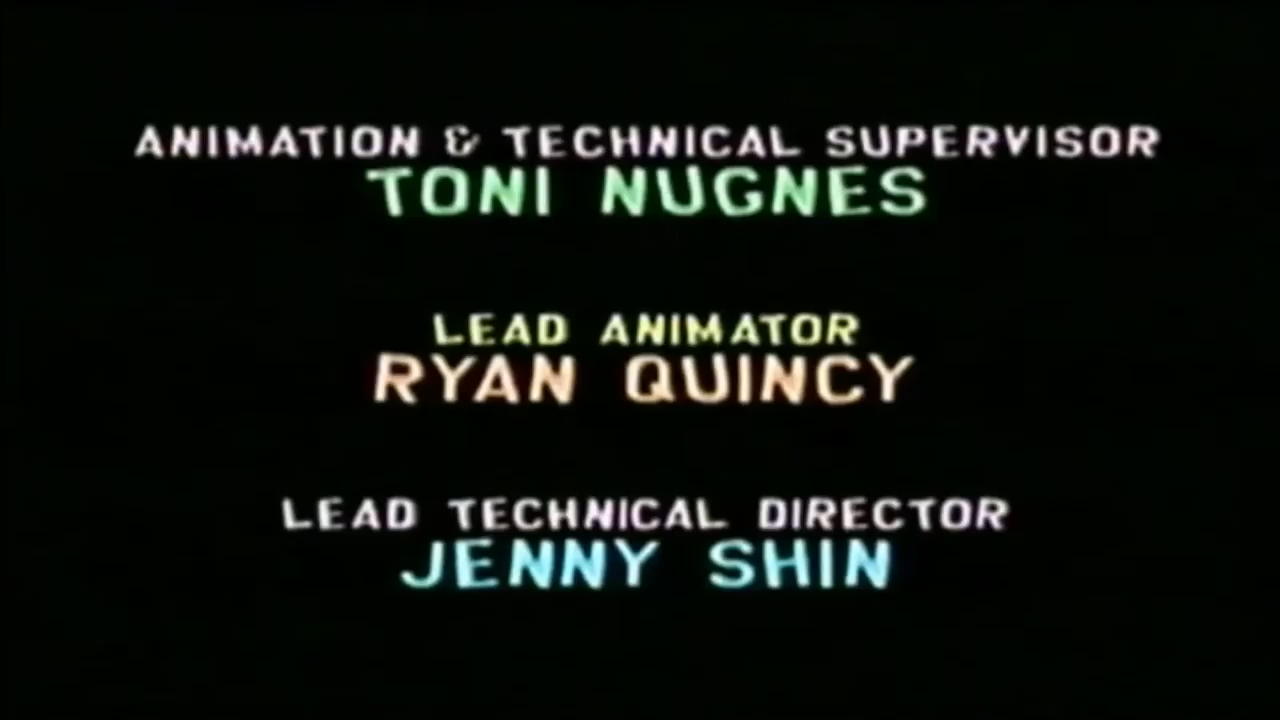 ANIMATION & TECHNICAL SUPERVISOR
TONI NUGNES
LEAD ANIMATOR
RYAN QUINCY
LEAD TECHNICAL DIRECTOR
JENNY SHIN